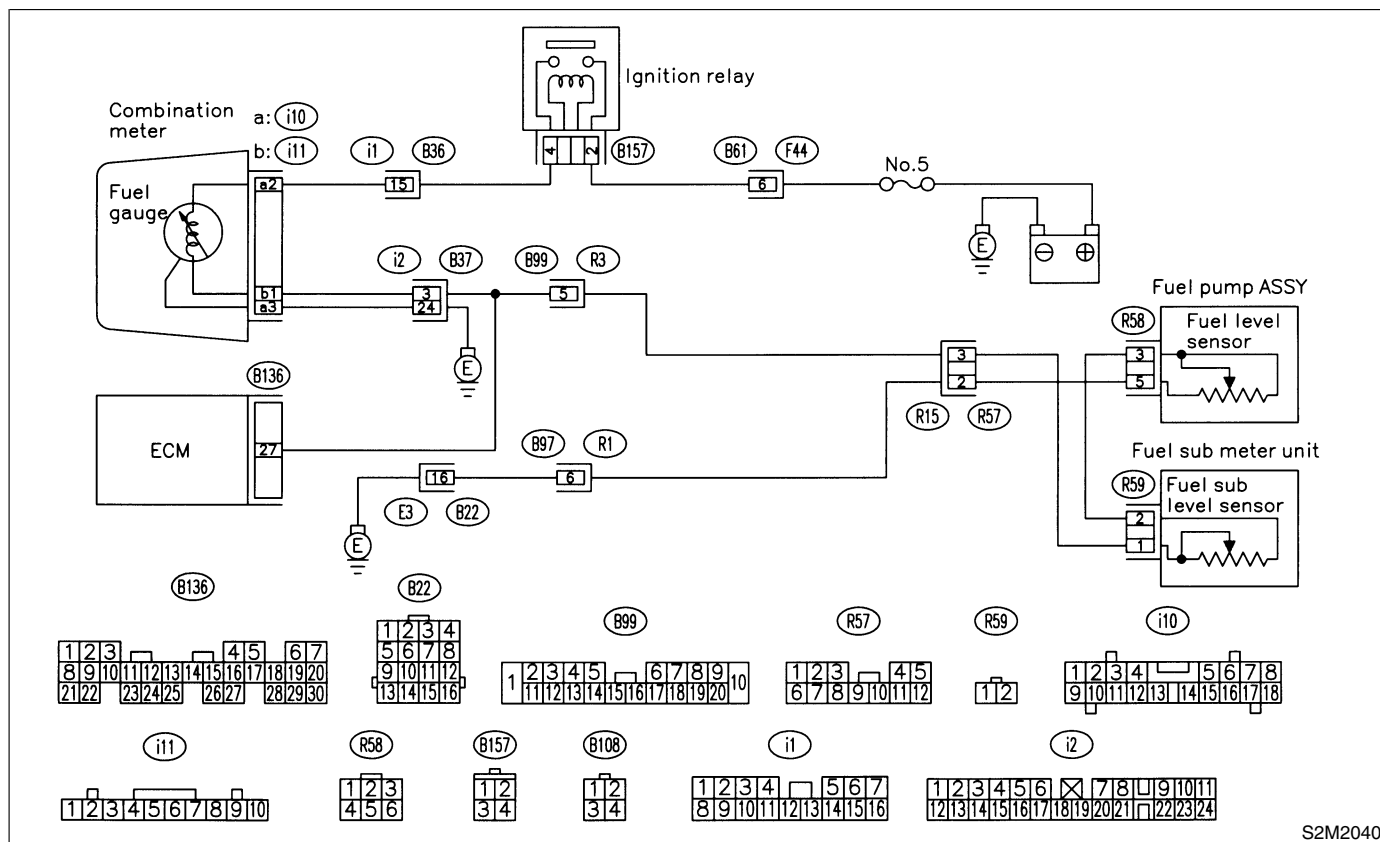 Ignition relay
Combination
meter
a: i10
b: i11
i1
B36
4
2
B157
B61
F44
No.5
a2
15
6
Fuel
gauge
E
⊖ ⊕
i2
B37
B99
R3
b1
a3
3
24
5
E
Fuel pump ASSY
R58
Fuel level
sensor
3
5
3
2
R15
R57
B136
ECM
27
B97
R1
16
6
E3
B22
E
Fuel sub meter unit
R59
Fuel sub
level sensor
2
1
B136
1 2 3 4 5 6 7
8 9 10 11 12 13 14 15 16 17 18 19 20
21 22 23 24 25 26 27 28 29 30
B22
1 2 3 4
5 6 7 8
9 10 11 12
13 14 15 16
B99
1 2 3 4 5 6 7 8 9 10
11 12 13 14 15 16 17 18 19 20
R57
1 2 3 4 5
6 7 8 9 10 11 12
R59
1 2
i10
1 2 3 4 5 6 7 8
9 10 11 12 13 14 15 16 17 18
i11
1 2 3 4 5 6 7 8 9 10
R58
1 2 3
4 5 6
B157
1 2
3 4
B108
1 2
3 4
i1
1 2 3 4 5 6 7
8 9 10 11 12 13 14 15 16
i2
1 2 3 4 5 6 7 8 9 10 11
12 13 14 15 16 17 18 19 20 21 22 23 24
S2M2040